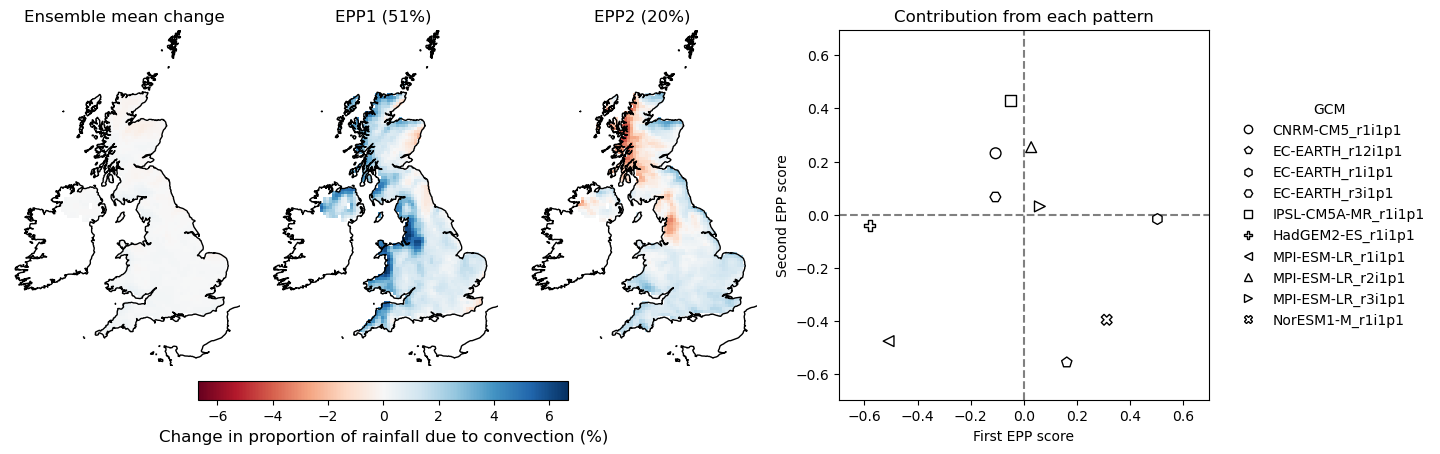 Ensemble mean change
EPP1 (51%)
EPP2 (20%)
−6 −4 −2 0 2 4 6
Change in proportion of rainfall due to convection (%)
Contribution from each pattern
Second EPP score
0.6
0.4
0.2
0.0
−0.2
−0.4
−0.6
−0.6 −0.4 −0.2 0.0 0.2 0.4 0.6
First EPP score
GCM
CNRM-CM5_r1i1p1
EC-EARTH_r12i1p1
EC-EARTH_r1i1p1
EC-EARTH_r3i1p1
IPSL-CM5A-MR_r1i1p1
HadGEM2-ES_r1i1p1
MPI-ESM-LR_r1i1p1
MPI-ESM-LR_r2i1p1
MPI-ESM-LR_r3i1p1
NorESM1-M_r1i1p1